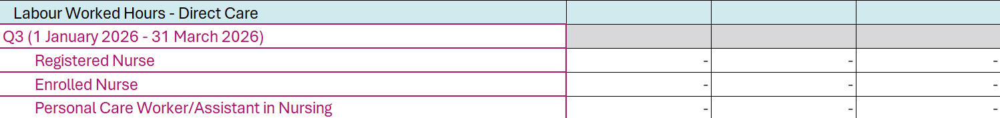 Labour Worked Hours - Direct Care
Q3 (1 January 2026 - 31 March 2026)
Registered Nurse - - -
Enrolled Nurse - - -
Personal Care Worker/Assistant in Nursing - - -